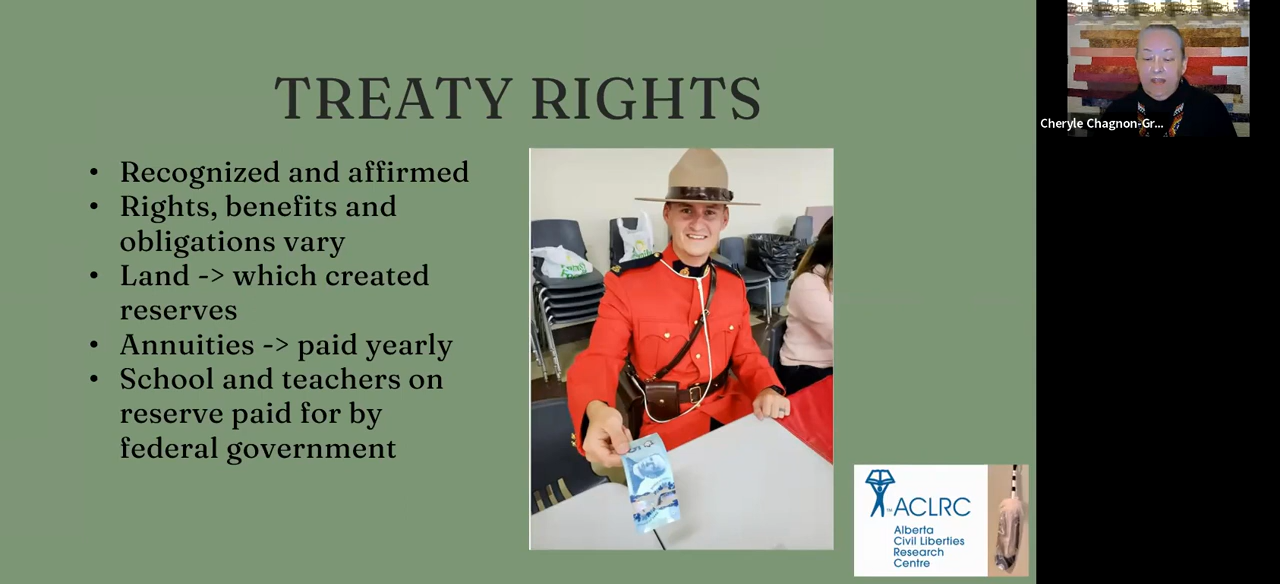 TREATY RIGHTS
• Recognized and affirmed
• Rights, benefits and
obligations vary
• Land -> which created
reserves
• Annuities -> paid yearly
• School and teachers on
reserve paid for by
federal government
Cheryle Chagnon-Gr...
ACLRC
Alberta
Civil Liberties
Research
Centre